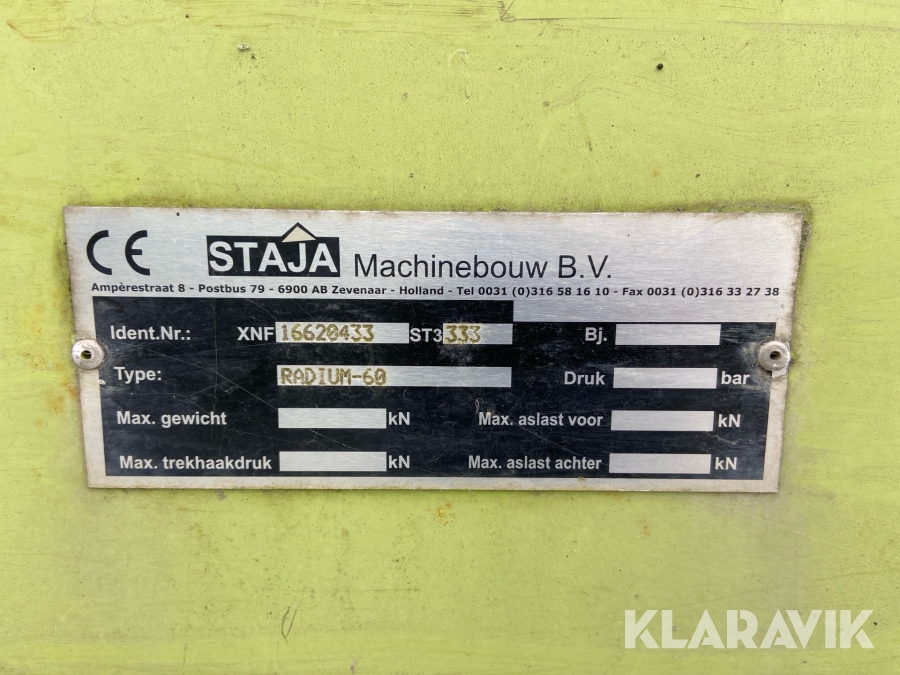 CE STAJA Machinebouw B.V.
Ampèrestraat 8 - Postbus 79 - 6900 AB Zevenaar - Holland - Tel 0031 (0)316 58 16 10 - Fax 0031 (0)316 33 27 38
Ident.Nr.: XNF 16620433 ST3 333 Bj.
Type: RADIUM-60 Druk bar
Max. gewicht kN Max. aslast voor kN
Max. trekhaakdruk kN Max. aslast achter kN
KLARAVIK